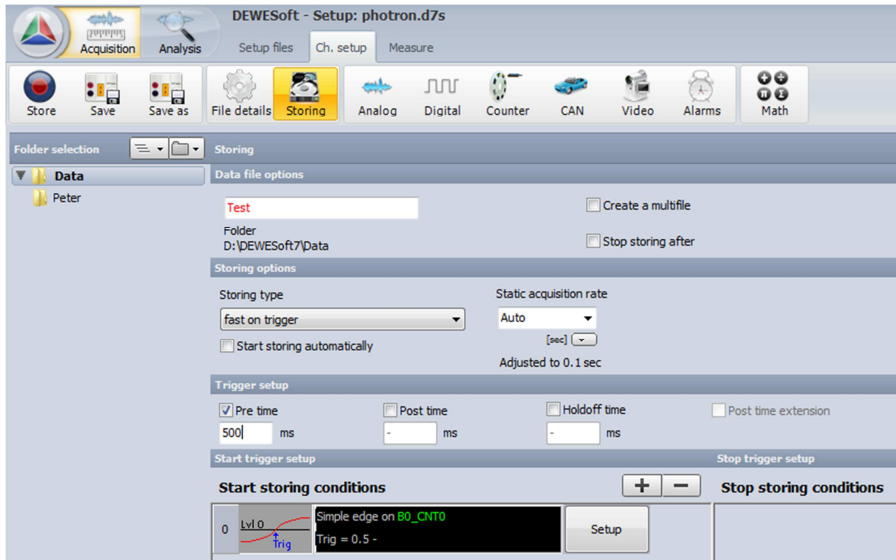 DEWESoft - Setup: photron.d7s
Acquisition
Analysis
Setup files
Ch. setup
Measure
Store
Save
Save as
File details
Storing
Analog
Digital
Counter
CAN
Video
Alarms
Math
Folder selection
Data
Peter
Storing
Data file options
Test
Create a multifile
Folder
D:\DEWESoft7\Data
Stop storing after
Storing options
Storing type
Static acquisition rate
fast on trigger
Auto
[sec]
Start storing automatically
Adjusted to 0.1 sec
Trigger setup
Pre time
Post time
Holdoff time
Post time extension
500 ms
- ms
- ms
Start trigger setup
Stop trigger setup
Start storing conditions
+ -
Stop storing conditions
0
Lvl 0
Trig
Simple edge on B0_CNT0
Trig = 0.5 -
Setup